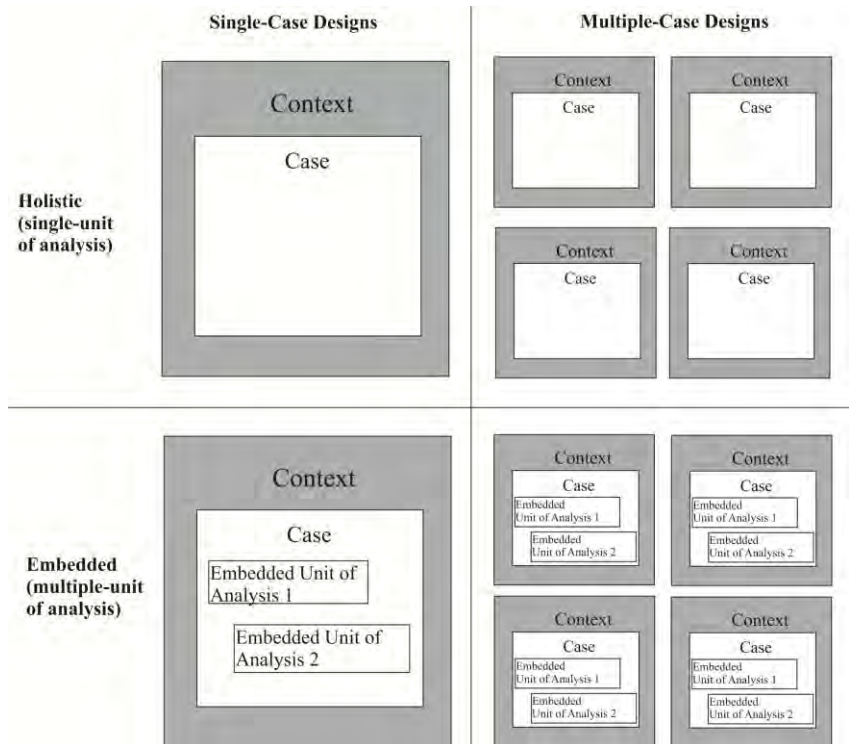 Single-Case Designs
Multiple-Case Designs
Holistic
(single-unit
of analysis)
Context
Case
Context
Case
Context
Case
Context
Case
Context
Case
Embedded
(multiple-unit
of analysis)
Context
Case
Embedded Unit of
Analysis 1
Embedded Unit of
Analysis 2
Context
Case
Embedded
Unit of Analysis 1
Embedded
Unit of Analysis 2
Context
Case
Embedded
Unit of Analysis 1
Embedded
Unit of Analysis 2
Context
Case
Embedded
Unit of Analysis 1
Embedded
Unit of Analysis 2
Context
Case
Embedded
Unit of Analysis 1
Embedded
Unit of Analysis 2